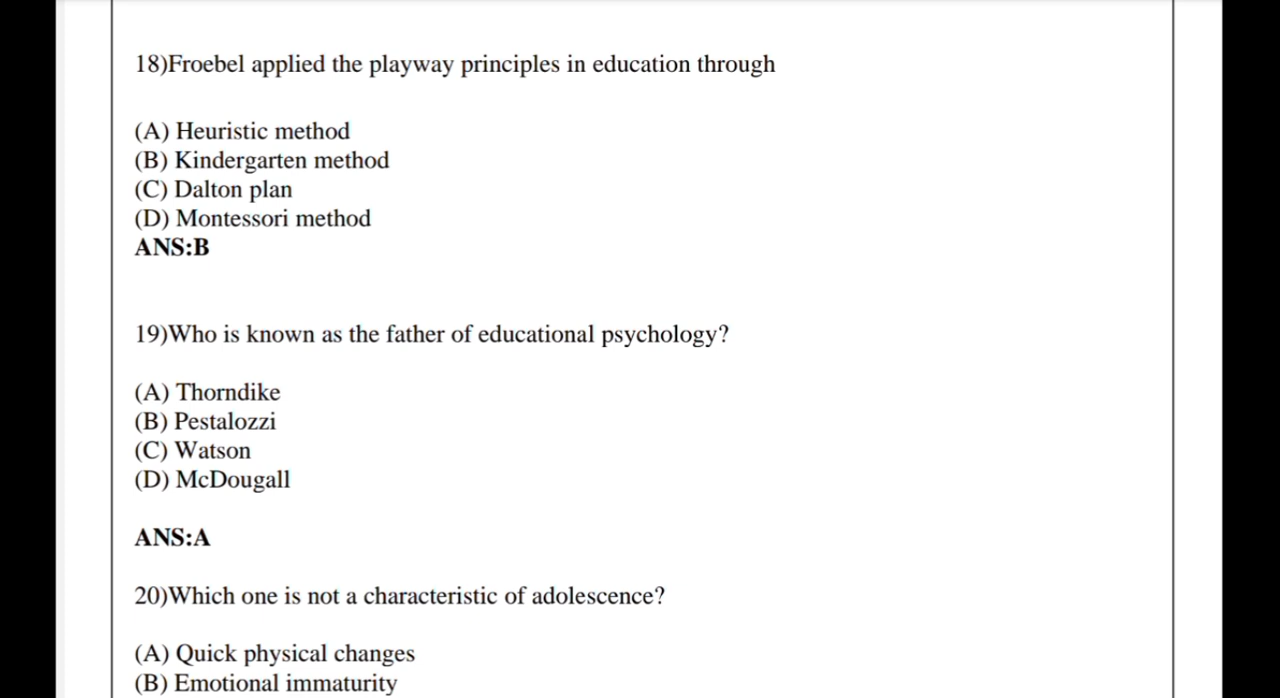 18)Froebel applied the playway principles in education through
(A) Heuristic method
(B) Kindergarten method
(C) Dalton plan
(D) Montessori method
ANS:B
19)Who is known as the father of educational psychology?
(A) Thorndike
(B) Pestalozzi
(C) Watson
(D) McDougall
ANS:A
20)Which one is not a characteristic of adolescence?
(A) Quick physical changes
(B) Emotional immaturity